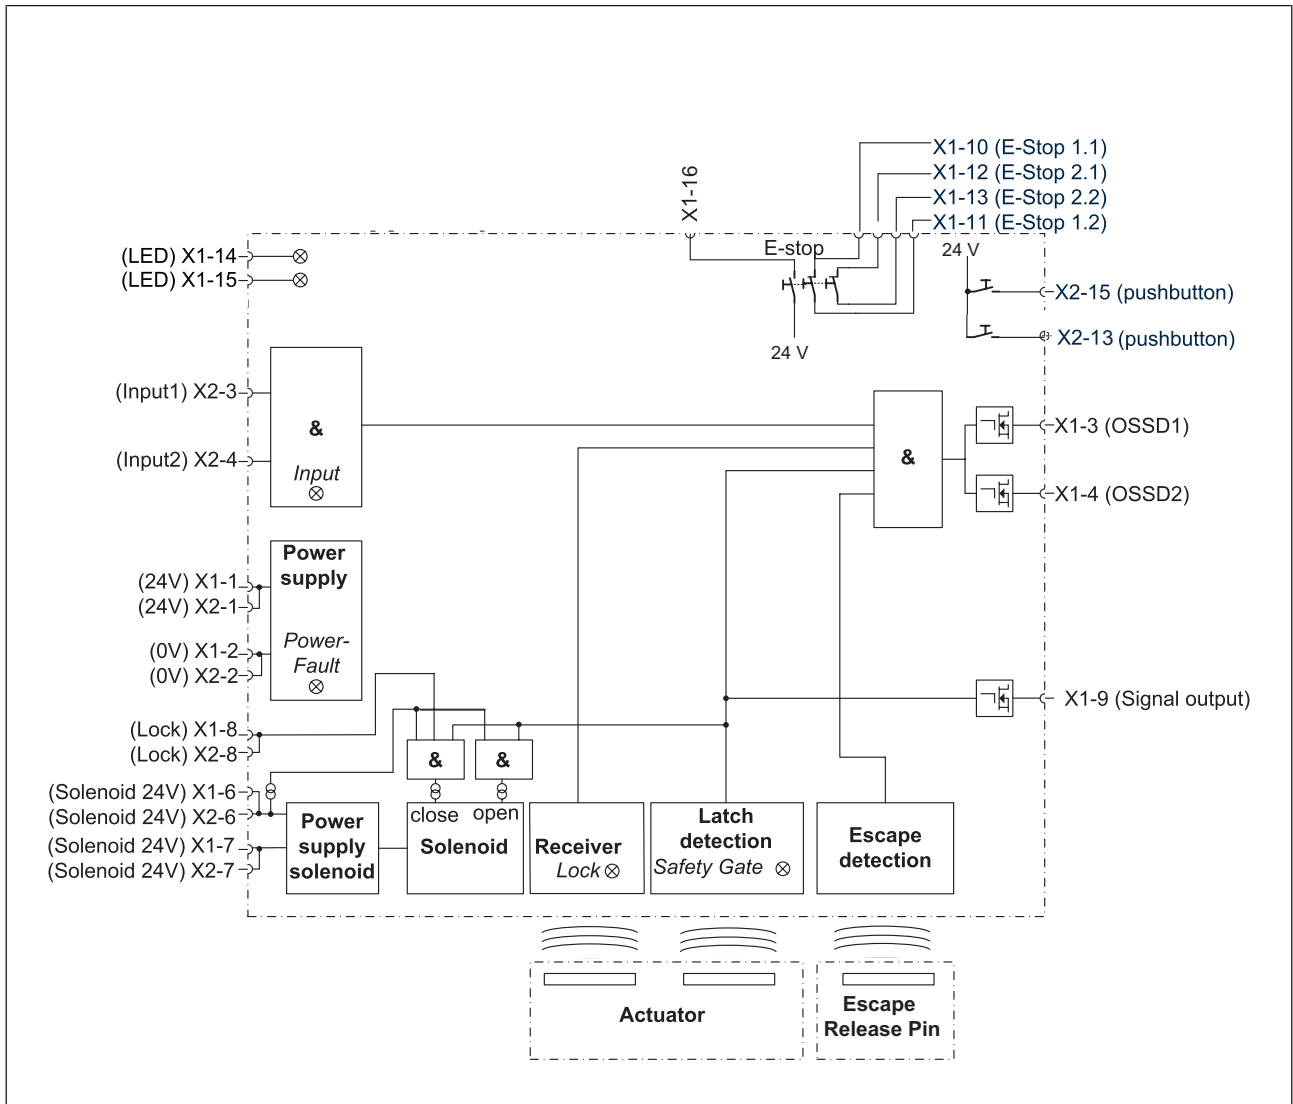 X1-16
X1-10 (E-Stop 1.1)
X1-12 (E-Stop 2.1)
X1-13 (E-Stop 2.2)
X1-11 (E-Stop 1.2)
E-stop
24 V
(LED) X1-14
(LED) X1-15
X2-15 (pushbutton)
X2-13 (pushbutton)
24 V
(Input1) X2-3
(Input2) X2-4
&
Input
&
X1-3 (OSSD1)
X1-4 (OSSD2)
Power
supply
Power-
Fault
(24V) X1-1
(24V) X2-1
(0V) X1-2
(0V) X2-2
X1-9 (Signal output)
(Lock) X1-8
(Lock) X2-8
&
&
(Solenoid 24V) X1-6
(Solenoid 24V) X2-6
(Solenoid 24V) X1-7
(Solenoid 24V) X2-7
Power
supply
solenoid
close open
Solenoid
Receiver
Lock
Latch
detection
Safety Gate
Escape
detection
Actuator
Escape
Release Pin